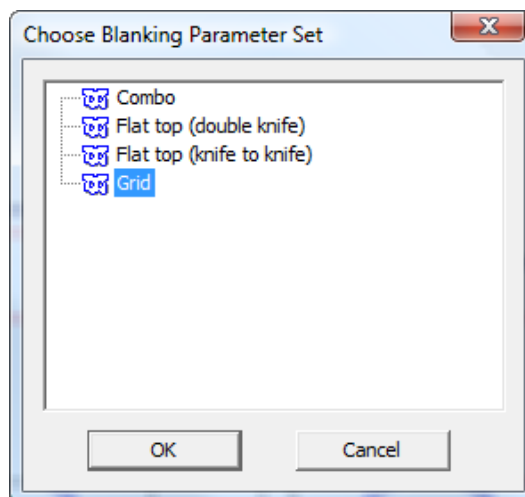 Choose Blanking Parameter Set
Combo
Flat top (double knife)
Flat top (knife to knife)
Grid
OK
Cancel